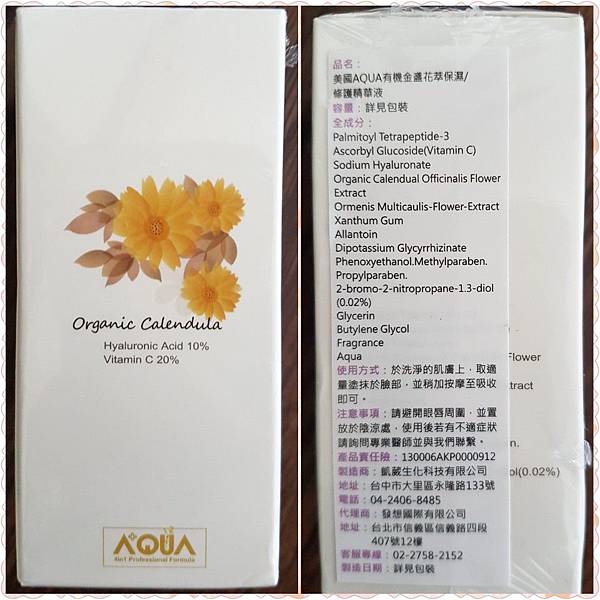 Organic Calendula
Hyaluronic Acid 10%
Vitamin C 20%
AQUA
4in1 Professional Formula
品名：
美國AQUA有機金盞花萃保濕/
修護精華液
容量：詳見包裝
全成分：
Palmitoyl Tetrapeptide-3
Ascorbyl Glucoside(Vitamin C)
Sodium Hyaluronate
Organic Calendual Officinalis Flower
Extract
Ormenis Multicaulis-Flower-Extract
Xanthum Gum
Allantoin
Dipotassium Glycyrrhizinate
Phenoxyethanol.Methylparaben.
Propylparaben.
2-bromo-2-nitropropane-1.3-diol
(0.02%)
Glycerin
Butylene Glycol
Fragrance
Aqua
使用方式：於洗淨的肌膚上，取適
量塗抹於臉部，並稍加按摩至吸收
即可。
注意事項：請避開眼唇周圍，並置
放於陰涼處，使用後若有不適症狀
請詢問專業醫師並與我們聯繫。
產品責任險：130006AKP0000912
製造商：凱葳生化科技有限公司
地址：台中市大里區永隆路133號
電話：04-2406-8485
代理商：發想國際有限公司
地址：台北市信義區信義路四段
407號12樓
客服專線：02-2758-2152
製造日期：詳見包裝
Flower
tract
n.
ol(0.02%)